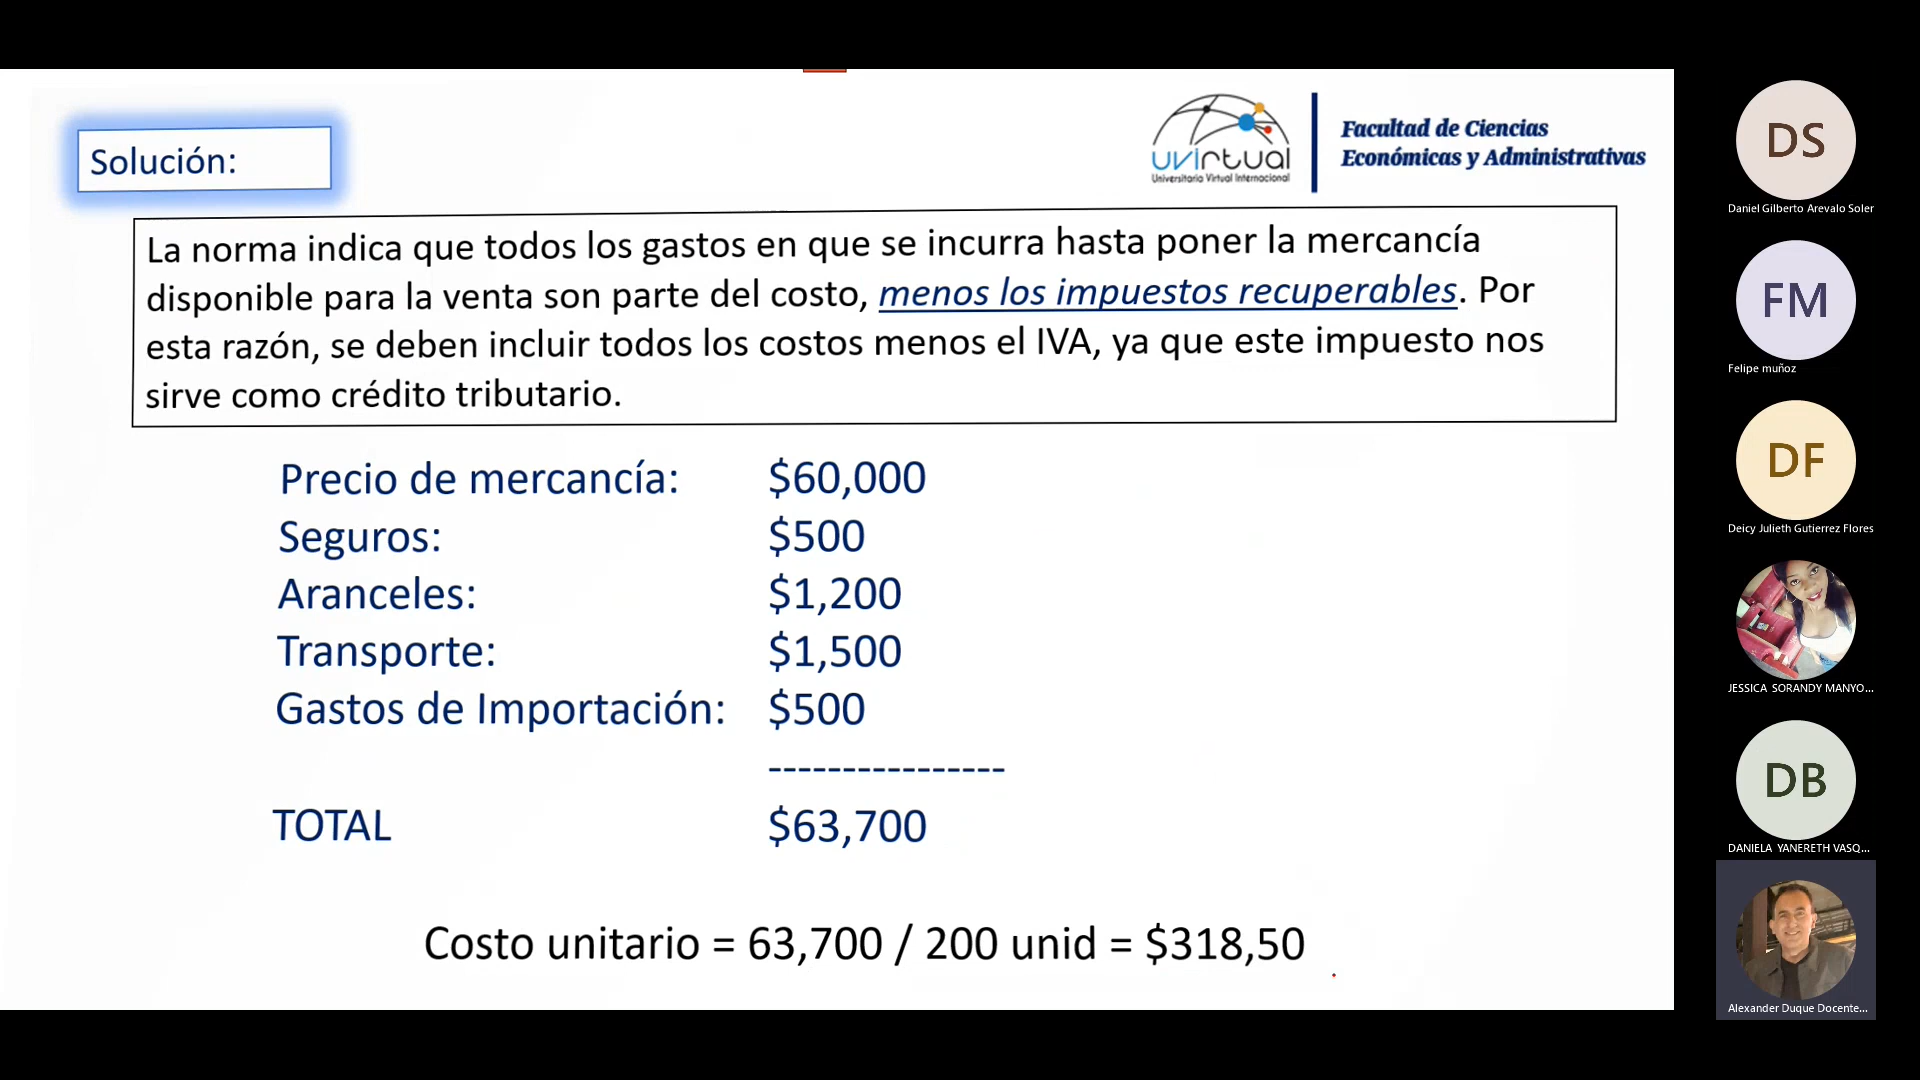 Solución:
uvirtual
Universitaria Virtual Internacional
Facultad de Ciencias
Económicas y Administrativas
La norma indica que todos los gastos en que se incurra hasta poner la mercancía
disponible para la venta son parte del costo, menos los impuestos recuperables. Por
esta razón, se deben incluir todos los costos menos el IVA, ya que este impuesto nos
sirve como crédito tributario.
Precio de mercancía: $60,000
Seguros: $500
Aranceles: $1,200
Transporte: $1,500
Gastos de Importación: $500
----------------
TOTAL $63,700
Costo unitario = 63,700 / 200 unid = $318,50
DS
Daniel Gilberto Arevalo Soler
FM
Felipe muñoz
DF
Deicy Julieth Gutierrez Flores
JESSICA SORANDY MANYO...
DB
DANIELA YANERETH VASQ...
Alexander Duque Docente...